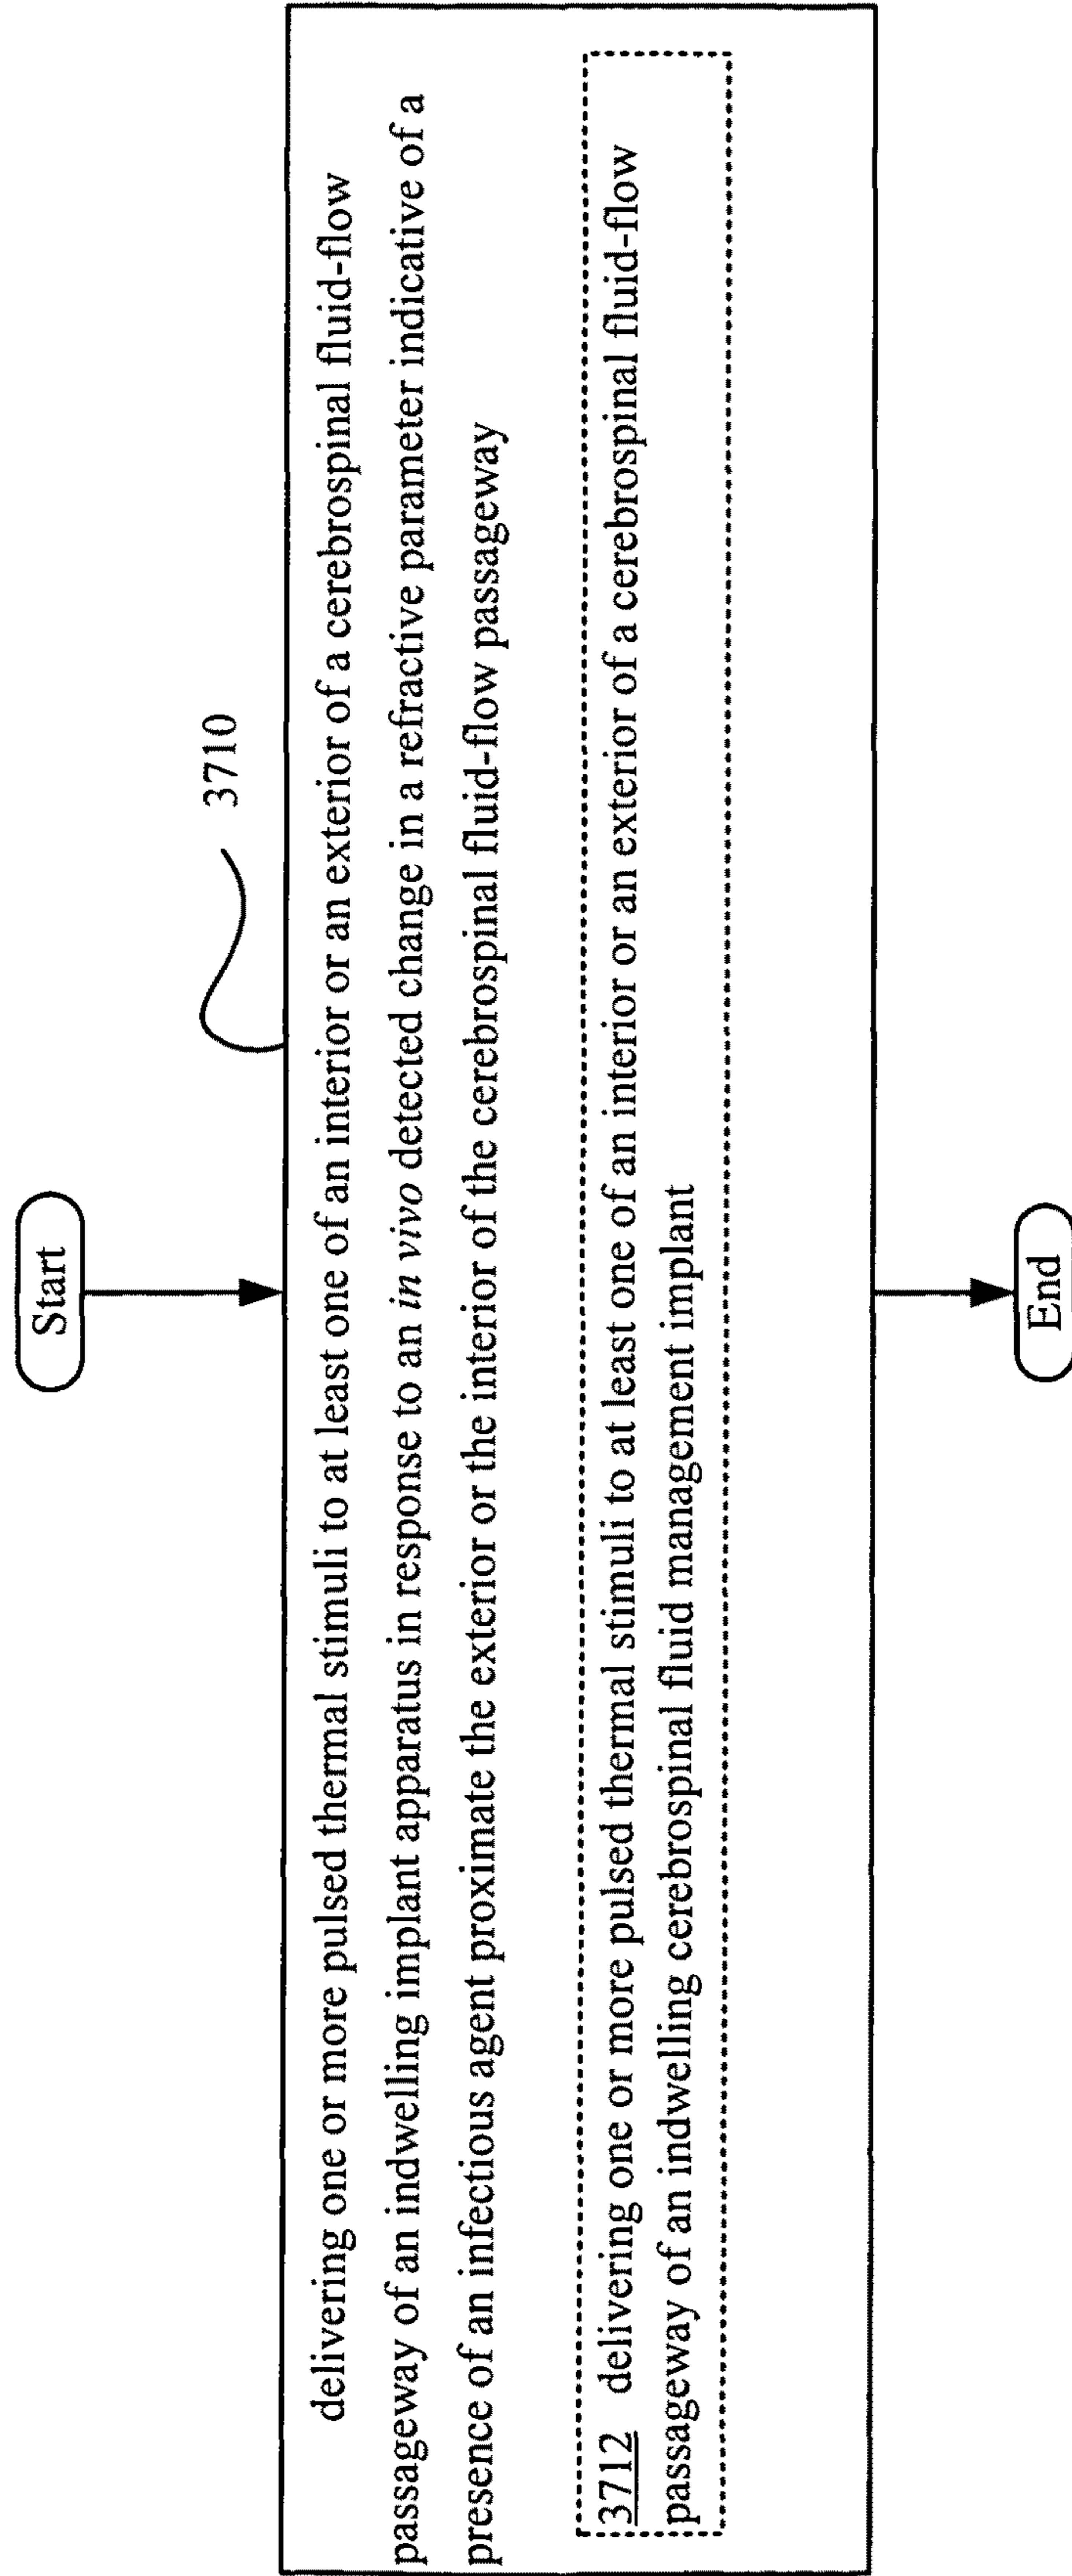 Start
3710
delivering one or more pulsed thermal stimuli to at least one of an interior or an exterior of a cerebrospinal fluid-flow
passageway of an indwelling implant apparatus in response to an in vivo detected change in a refractive parameter indicative of a
presence of an infectious agent proximate the exterior or the interior of the cerebrospinal fluid-flow passageway
3712 delivering one or more pulsed thermal stimuli to at least one of an interior or an exterior of a cerebrospinal fluid-flow
passageway of an indwelling cerebrospinal fluid management implant
End